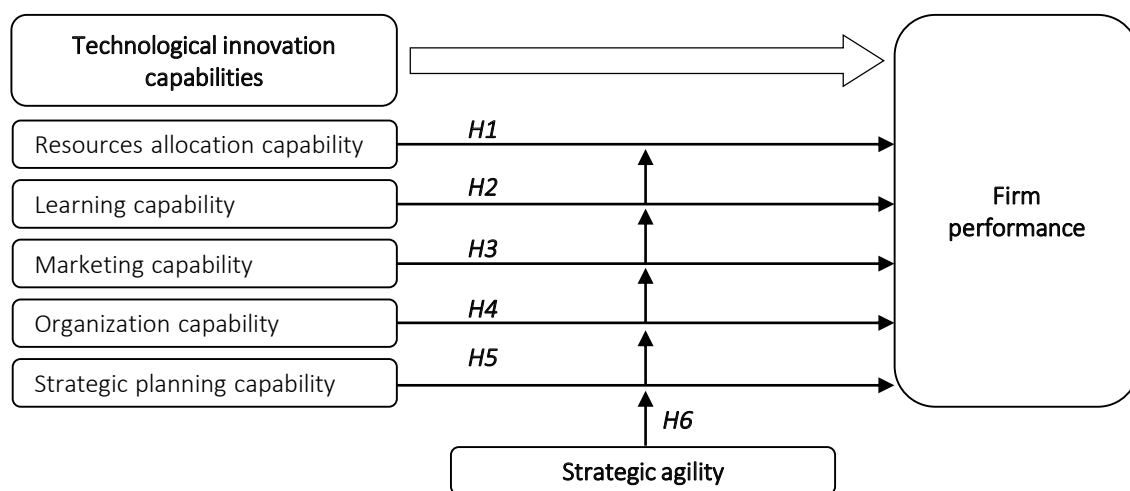 Technological innovation
capabilities
Resources allocation capability
H1
Learning capability
H2
Marketing capability
H3
Organization capability
H4
Strategic planning capability
H5
Firm
performance
H6
Strategic agility